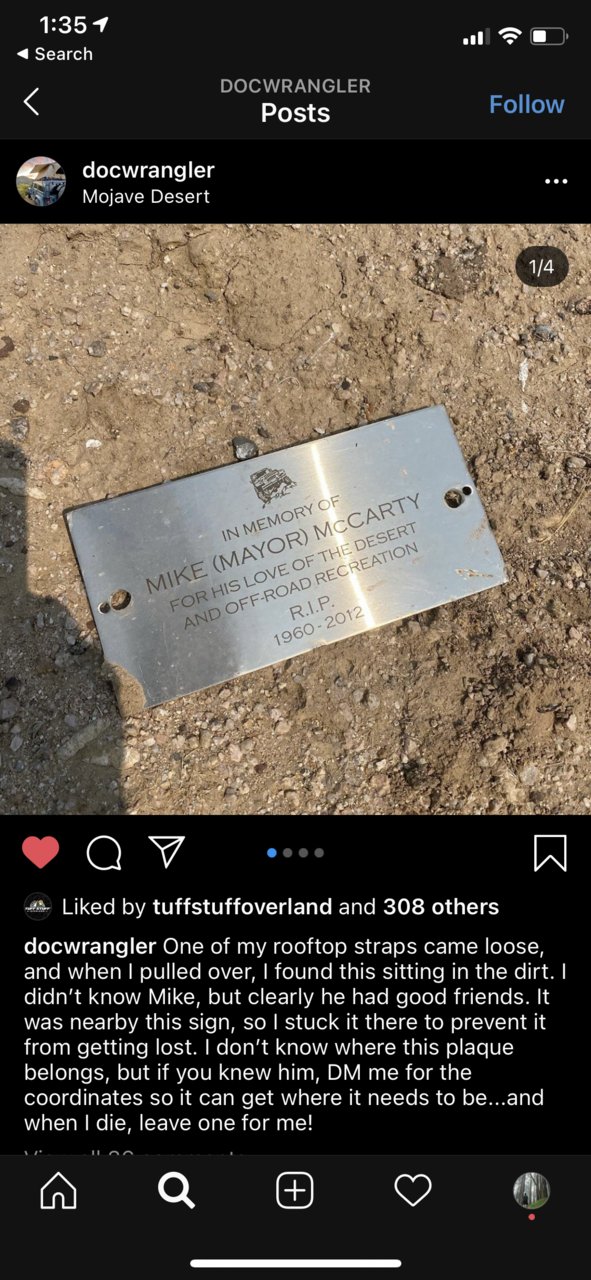 1:35
Search
DOCWRANGLER
Posts
Follow
docwrangler
Mojave Desert
1/4
IN MEMORY OF
MIKE (MAYOR) McCARTY
FOR HIS LOVE OF THE DESERT
AND OFF-ROAD RECREATION
R.I.P.
1960 - 2012
Liked by tuffstuffoverland and 308 others
docwrangler One of my rooftop straps came loose,
and when I pulled over, I found this sitting in the dirt. I
didn’t know Mike, but clearly he had good friends. It
was nearby this sign, so I stuck it there to prevent it
from getting lost. I don’t know where this plaque
belongs, but if you knew him, DM me for the
coordinates so it can get where it needs to be...and
when I die, leave one for me!
View all